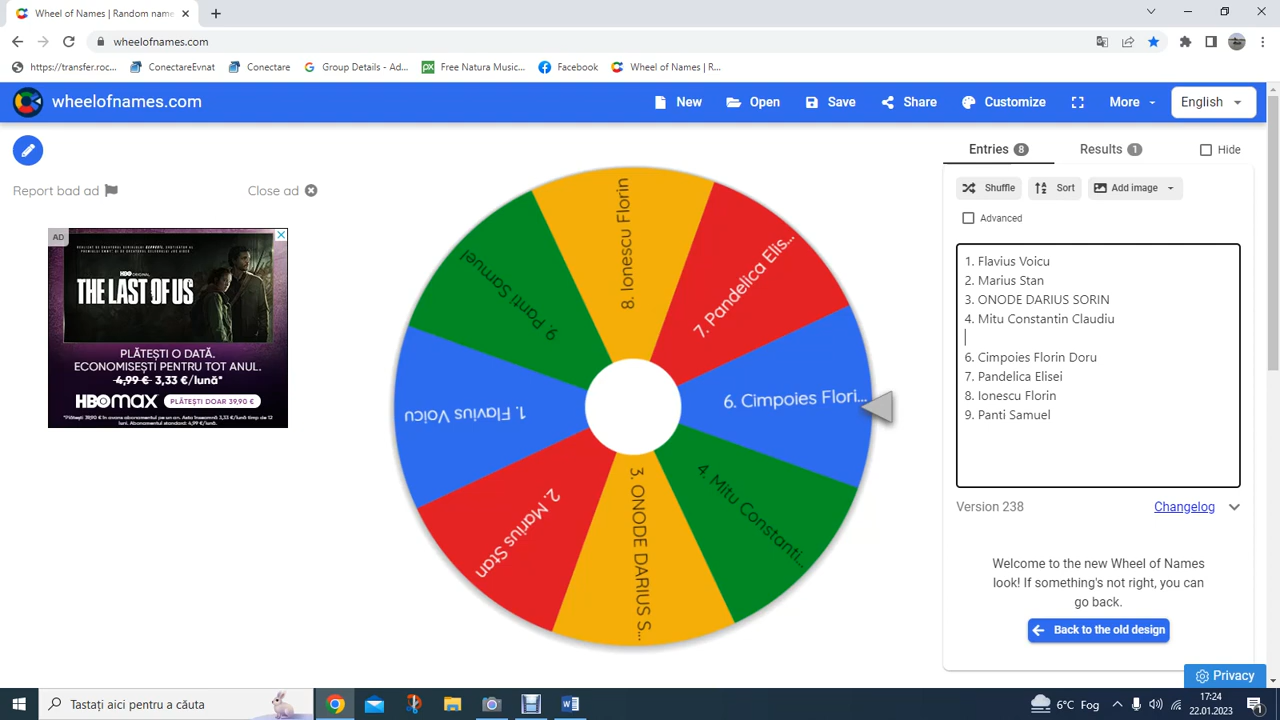 Wheel of Names | Random name
wheelofnames.com
https://transfer.roc...
ConectareEvnat
Conectare
Group Details - Ad...
Free Natura Music...
Facebook
Wheel of Names | R...
wheelofnames.com
New
Open
Save
Share
Customize
More
English
Report bad ad
Close ad
Entries 8
Results 1
Hide
Shuffle
Sort
Add image
Advanced
AD
HBO ORIGINAL
THE LAST OF US
PLĂTEȘTI O DATĂ.
ECONOMISEȘTI PENTRU TOT ANUL.
4,99 €* 3,33 €/lună*
HBOMAX PLĂTEȘTI DOAR 39,90 €
8. Ionescu Florin
7. Pandelica Elis...
6. Cimpoies Flori...
4. Mitu Constanti...
3. ONODE DARIUS S...
2. Marius Stan
1. Flavius Voicu
9. Panti Samuel
1. Flavius Voicu
2. Marius Stan
3. ONODE DARIUS SORIN
4. Mitu Constantin Claudiu
6. Cimpoies Florin Doru
7. Pandelica Elisei
8. Ionescu Florin
9. Panti Samuel
Version 238
Changelog
Welcome to the new Wheel of Names
look! If something's not right, you can
go back.
Back to the old design
Privacy
Tastați aici pentru a căuta
6°C Fog
17:24
22.01.2023